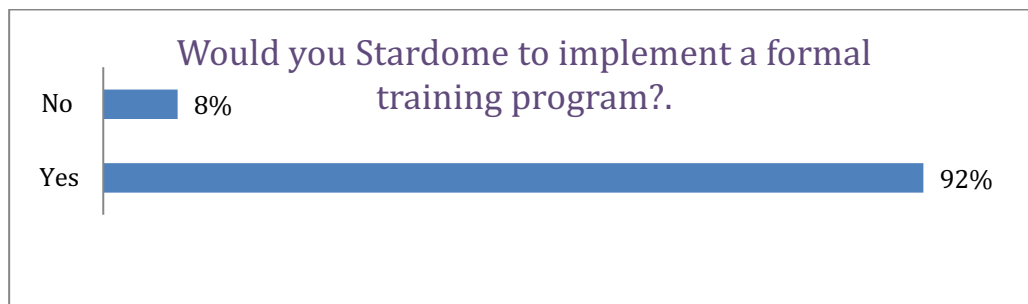 Would you Stardome to implement a formal
training program?.
No
8%
Yes
92%